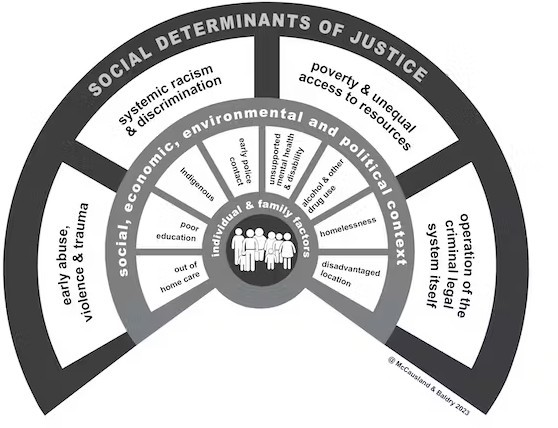 SOCIAL DETERMINANTS OF JUSTICE
early abuse,
violence & trauma
systemic racism
& discrimination
poverty & unequal
access to resources
operation of the
criminal legal
system itself
social, economic, environmental and political context
out of
home care
poor
education
Indigenous
early police
contact
unsupported
mental health
& disability
alcohol & other
drug use
homelessness
disadvantaged
location
individual & family factors
@ McCausland & Baldry 2023